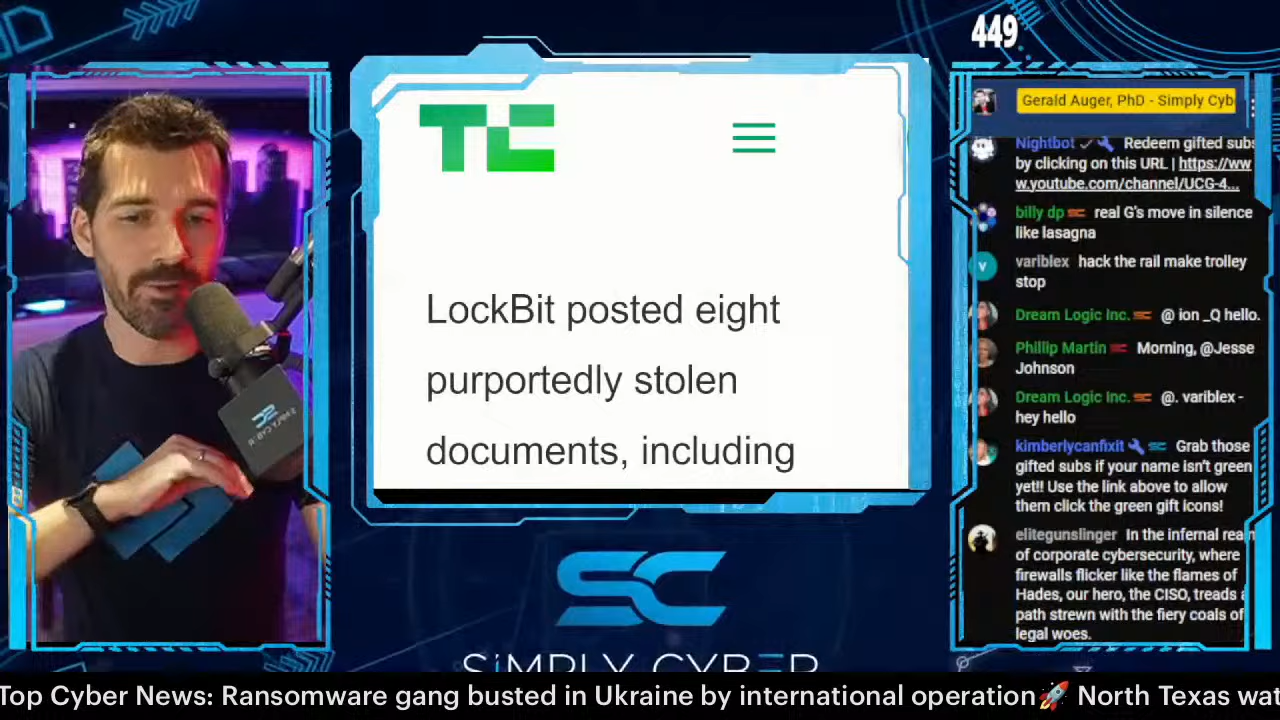 449
TC
LockBit posted eight
purportedly stolen
documents, including
SC
SIMPLY CYBER
Gerald Auger, PhD - Simply Cyb
Nightbot Redeem gifted subs
by clicking on this URL | https://ww
w.youtube.com/channel/UCG-4...
billy dp real G's move in silence
like lasagna
variblex hack the rail make trolley
stop
Dream Logic Inc. @ ion _Q hello.
Phillip Martin Morning, @Jesse
Johnson
Dream Logic Inc. @. variblex -
hey hello
kimberlycanfixit Grab those
gifted subs if your name isn't green
yet!! Use the link above to allow
them click the green gift icons!
elitegunslinger In the infernal rea
of corporate cybersecurity, where
firewalls flicker like the flames of
Hades, our hero, the CISO, treads a
path strewn with the fiery coals of
legal woes.
Top Cyber News: Ransomware gang busted in Ukraine by international operation🚀 North Texas wat